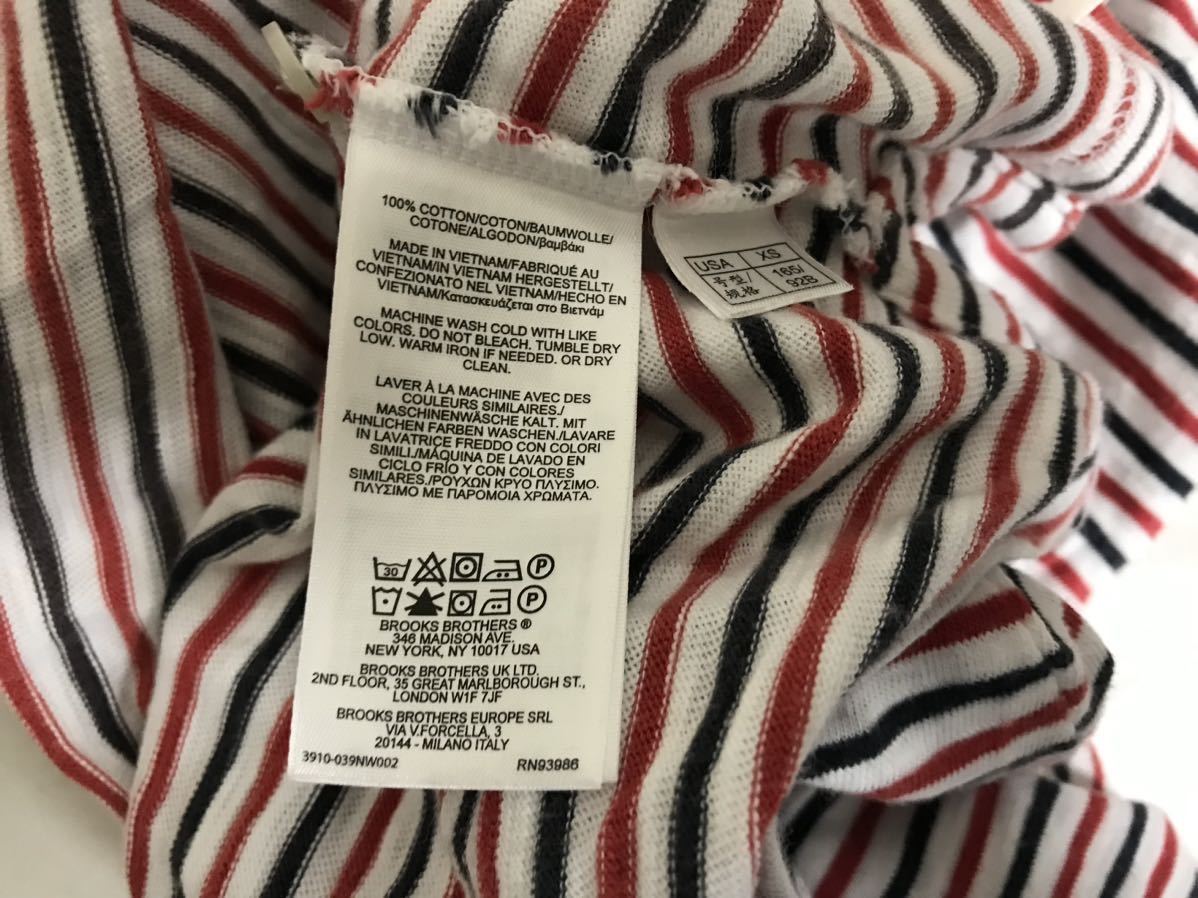 100% COTTON/COTON/BAUMWOLLE/
COTONE/ALGODON/βαμβάκι
MADE IN VIETNAM/FABRIQUÉ AU
VIETNAM/IN VIETNAM HERGESTELLT/
CONFEZIONATO NEL VIETNAM/HECHO EN
VIETNAM/Κατασκευάζεται στο Βιετνάμ
MACHINE WASH COLD WITH LIKE
COLORS. DO NOT BLEACH. TUMBLE DRY
LOW. WARM IRON IF NEEDED. OR DRY
CLEAN.
LAVER À LA MACHINE AVEC DES
COULEURS SIMILAIRES./
MASCHINENWÄSCHE KALT. MIT
ÄHNLICHEN FARBEN WASCHEN./LAVARE
IN LAVATRICE FREDDO CON COLORI
SIMILI./MÁQUINA DE LAVADO EN
CICLO FRÍO Y CON COLORES
SIMILARES./ΡΟΥΧΩΝ ΚΡΥΟ ΠΛΥΣΙΜΟ.
ΠΛΥΣΙΜΟ ΜΕ ΠΑΡΟΜΟΙΑ ΧΡΩΜΑΤΑ.
30 P
P
BROOKS BROTHERS ®
346 MADISON AVE.
NEW YORK, NY 10017 USA
BROOKS BROTHERS UK LTD.
2ND FLOOR, 35 GREAT MARLBOROUGH ST.,
LONDON W1F 7JF
BROOKS BROTHERS EUROPE SRL
VIA V.FORCELLA, 3
20144 - MILANO ITALY
3910-039NW002 RN93986
USA XS
号型/ 165/
规格 92B